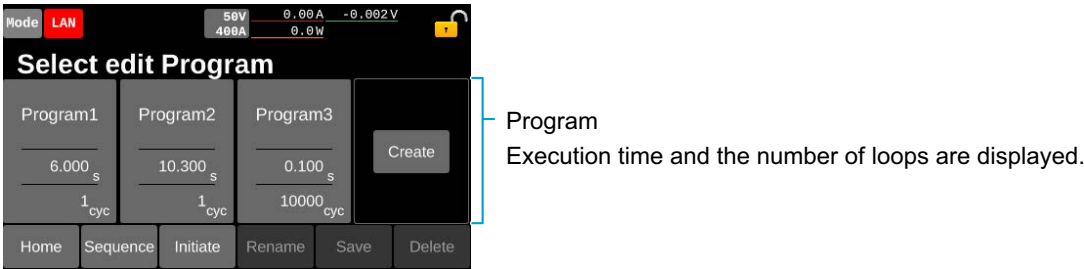 Mode LAN 50V 0.00 A -0.002 V
400A 0.0 W
Select edit Program
Program1 Program2 Program3
6.000 s 10.300 s 0.100 s Create
1 cyc 1 cyc 10000 cyc
Home Sequence Initiate Rename Save Delete
Program
Execution time and the number of loops are displayed.